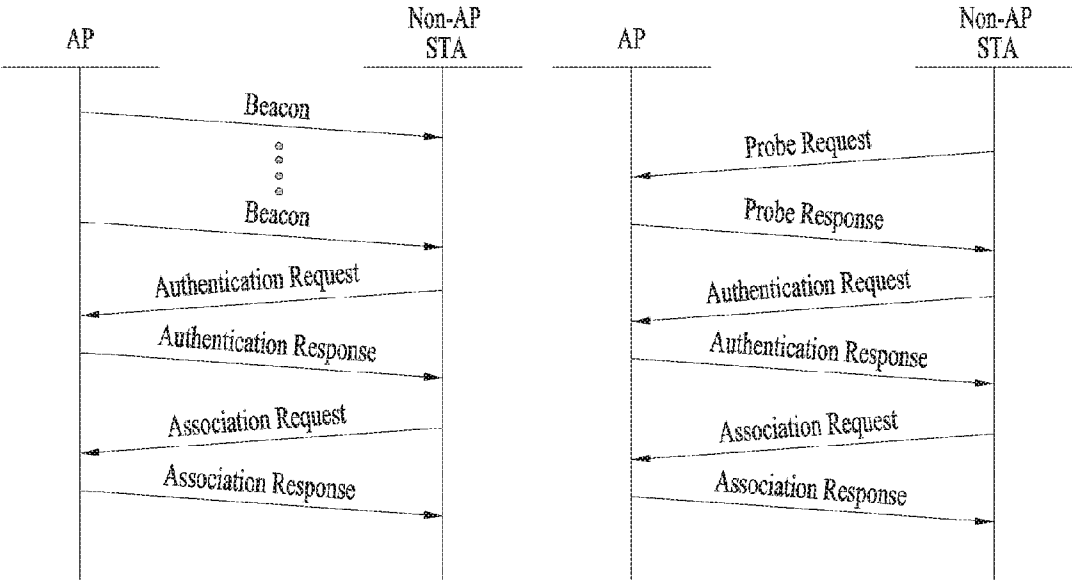 AP
Non-AP
STA
Beacon
Beacon
Authentication Request
Authentication Response
Association Request
Association Response
AP
Non-AP
STA
Probe Request
Probe Response
Authentication Request
Authentication Response
Association Request
Association Response